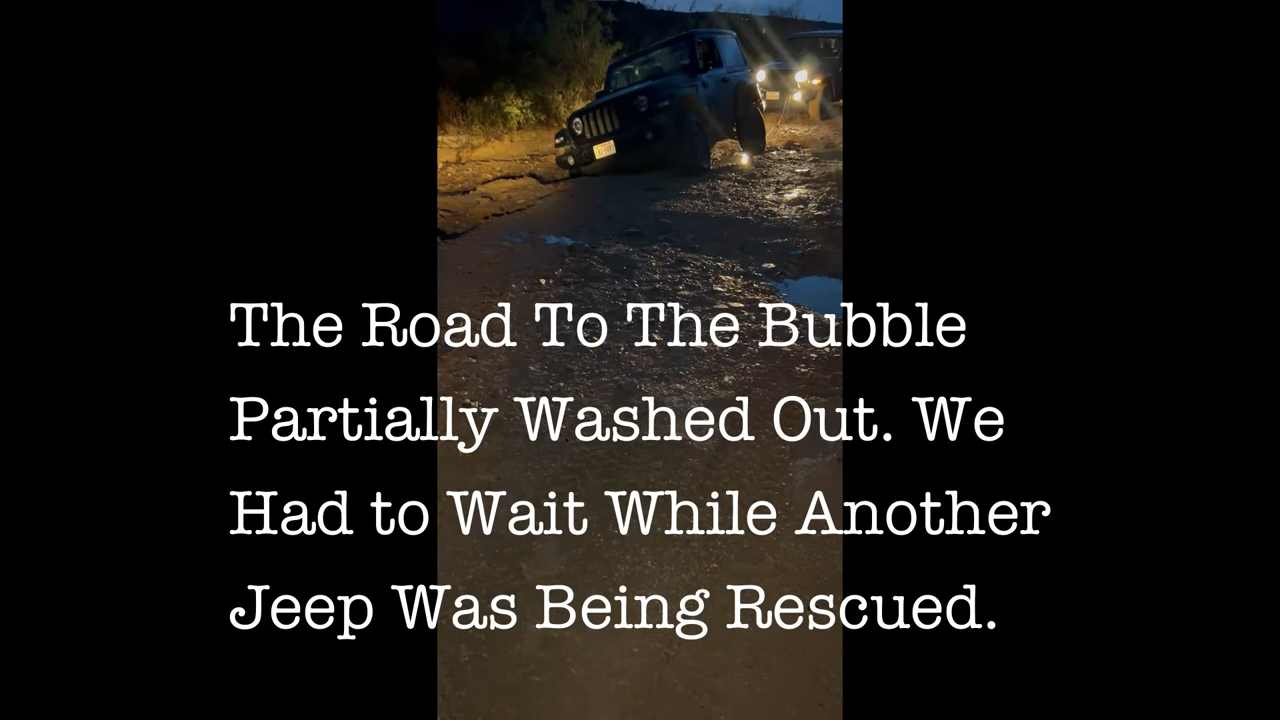 The Road To The Bubble
Partially Washed Out. We
Had to Wait While Another
Jeep Was Being Rescued.